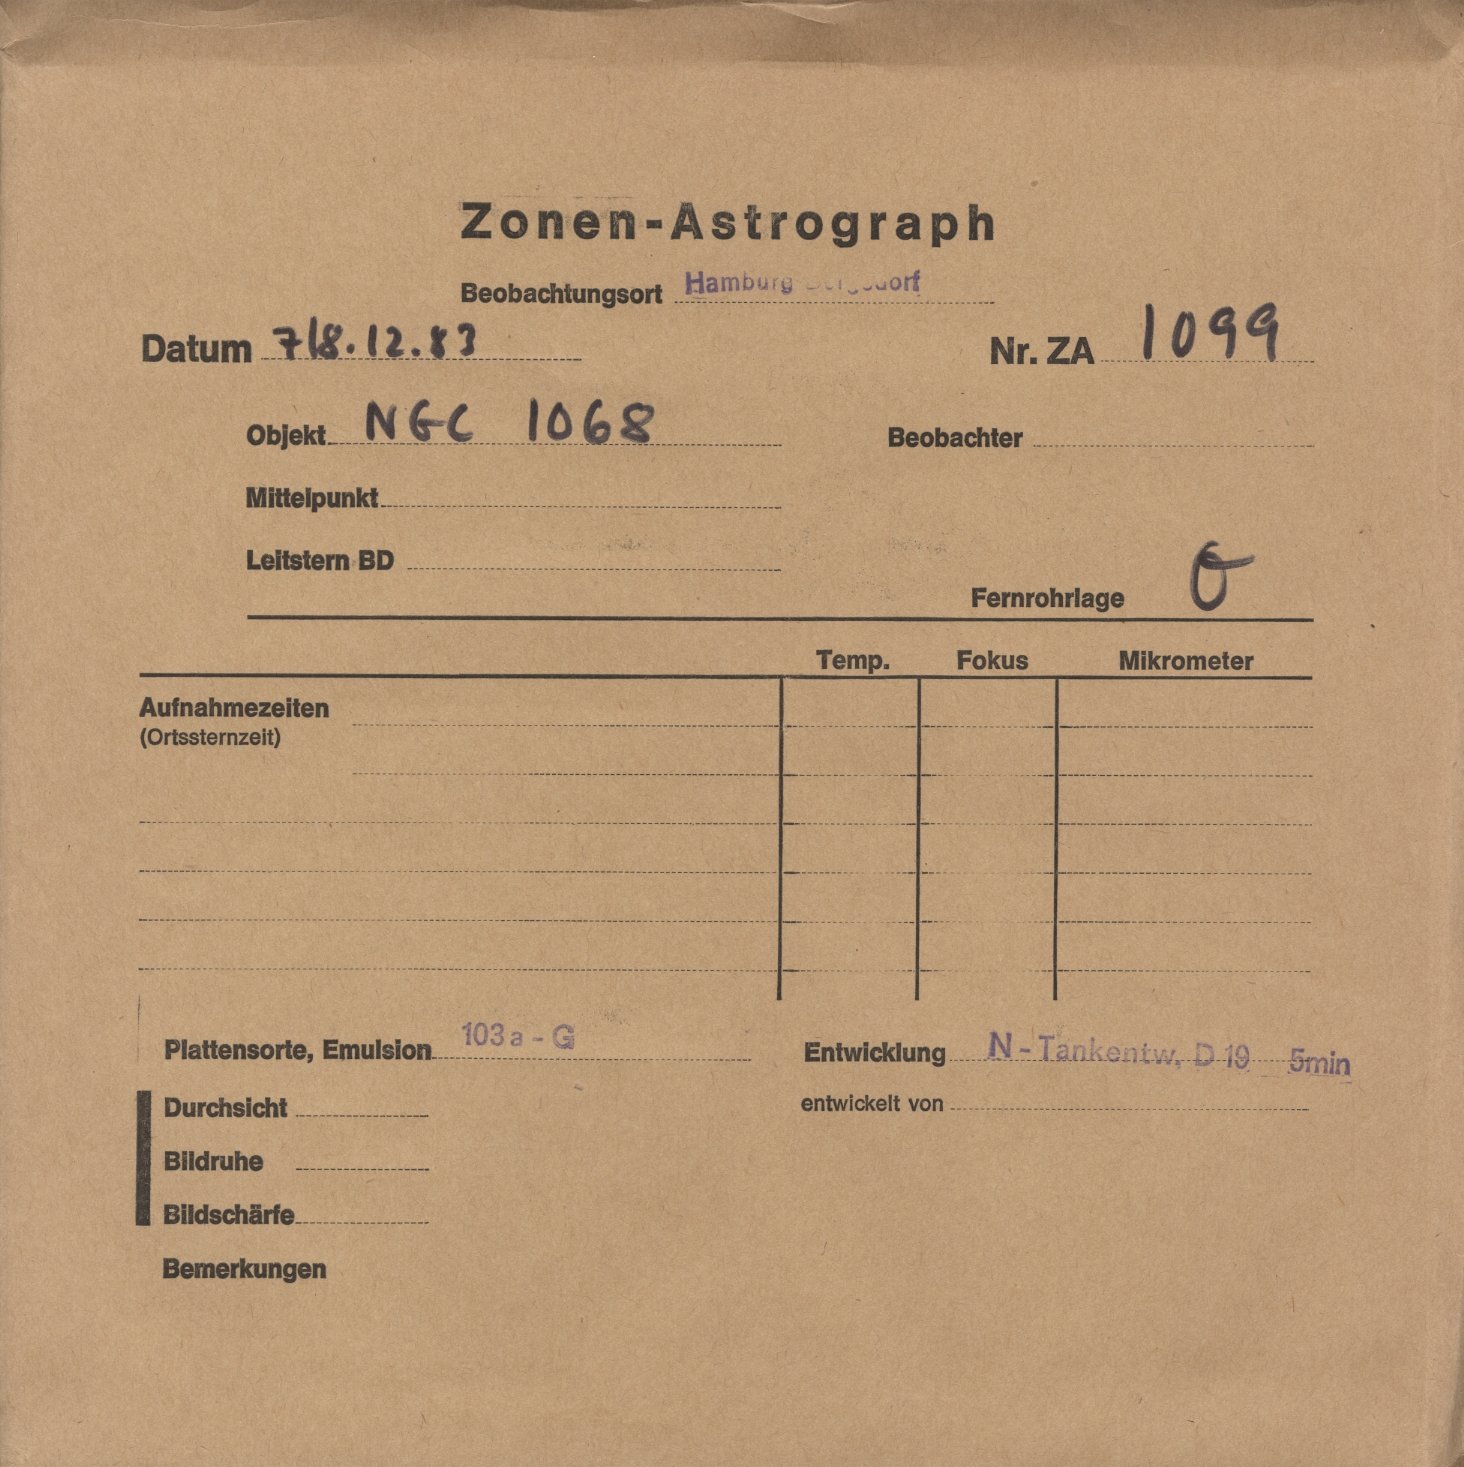 Zonen-Astrograph
Beobachtungsort Hamburg
Datum 7/8.12.83
Nr. ZA 1099
Objekt NGC 1068
Beobachter
Mittelpunkt
Leitstern BD
Fernrohrlage O
Temp. Fokus Mikrometer
Aufnahmezeiten
(Ortssternzeit)
Plattensorte, Emulsion 103a-G
Entwicklung N-Tankentw. D 19 5min
Durchsicht
entwickelt von
Bildruhe
Bildschärfe
Bemerkungen